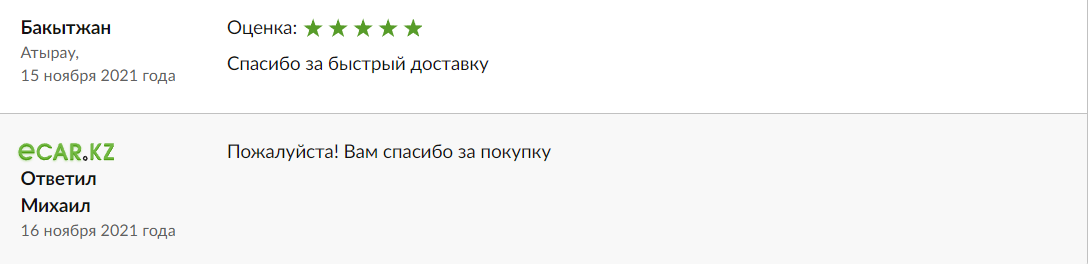 Бакытжан
Атырау,
15 ноября 2021 года
Оценка:
Спасибо за быстрый доставку
eCAR.KZ
Ответил
Михаил
16 ноября 2021 года
Пожалуйста! Вам спасибо за покупку